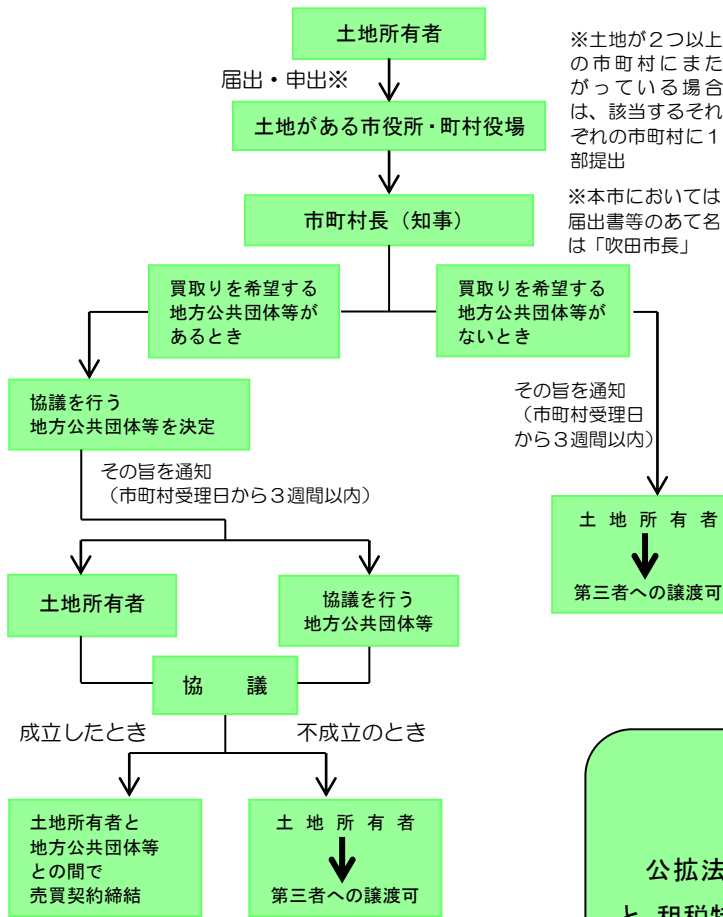 土地所有者
届出・申出※
土地がある市役所・町村役場
市町村長（知事）
※土地が２つ以上
の市町村にまた
がっている場合
は、該当するそれ
ぞれの市町村に１
部提出
※本市においては
届出書等のあて名
は「吹田市長」
買取りを希望する
地方公共団体等が
あるとき
買取りを希望する
地方公共団体等が
ないとき
協議を行う
地方公共団体等を決定
その旨を通知
（市町村受理日から３週間以内）
その旨を通知
（市町村受理日
から３週間以内）
土地所有者
第三者への譲渡可
土地所有者
協議を行う
地方公共団体等
協議
成立したとき
不成立のとき
土地所有者と
地方公共団体等
との間で
売買契約締結
土地所有者
第三者への譲渡可
公拡法
と、租税特